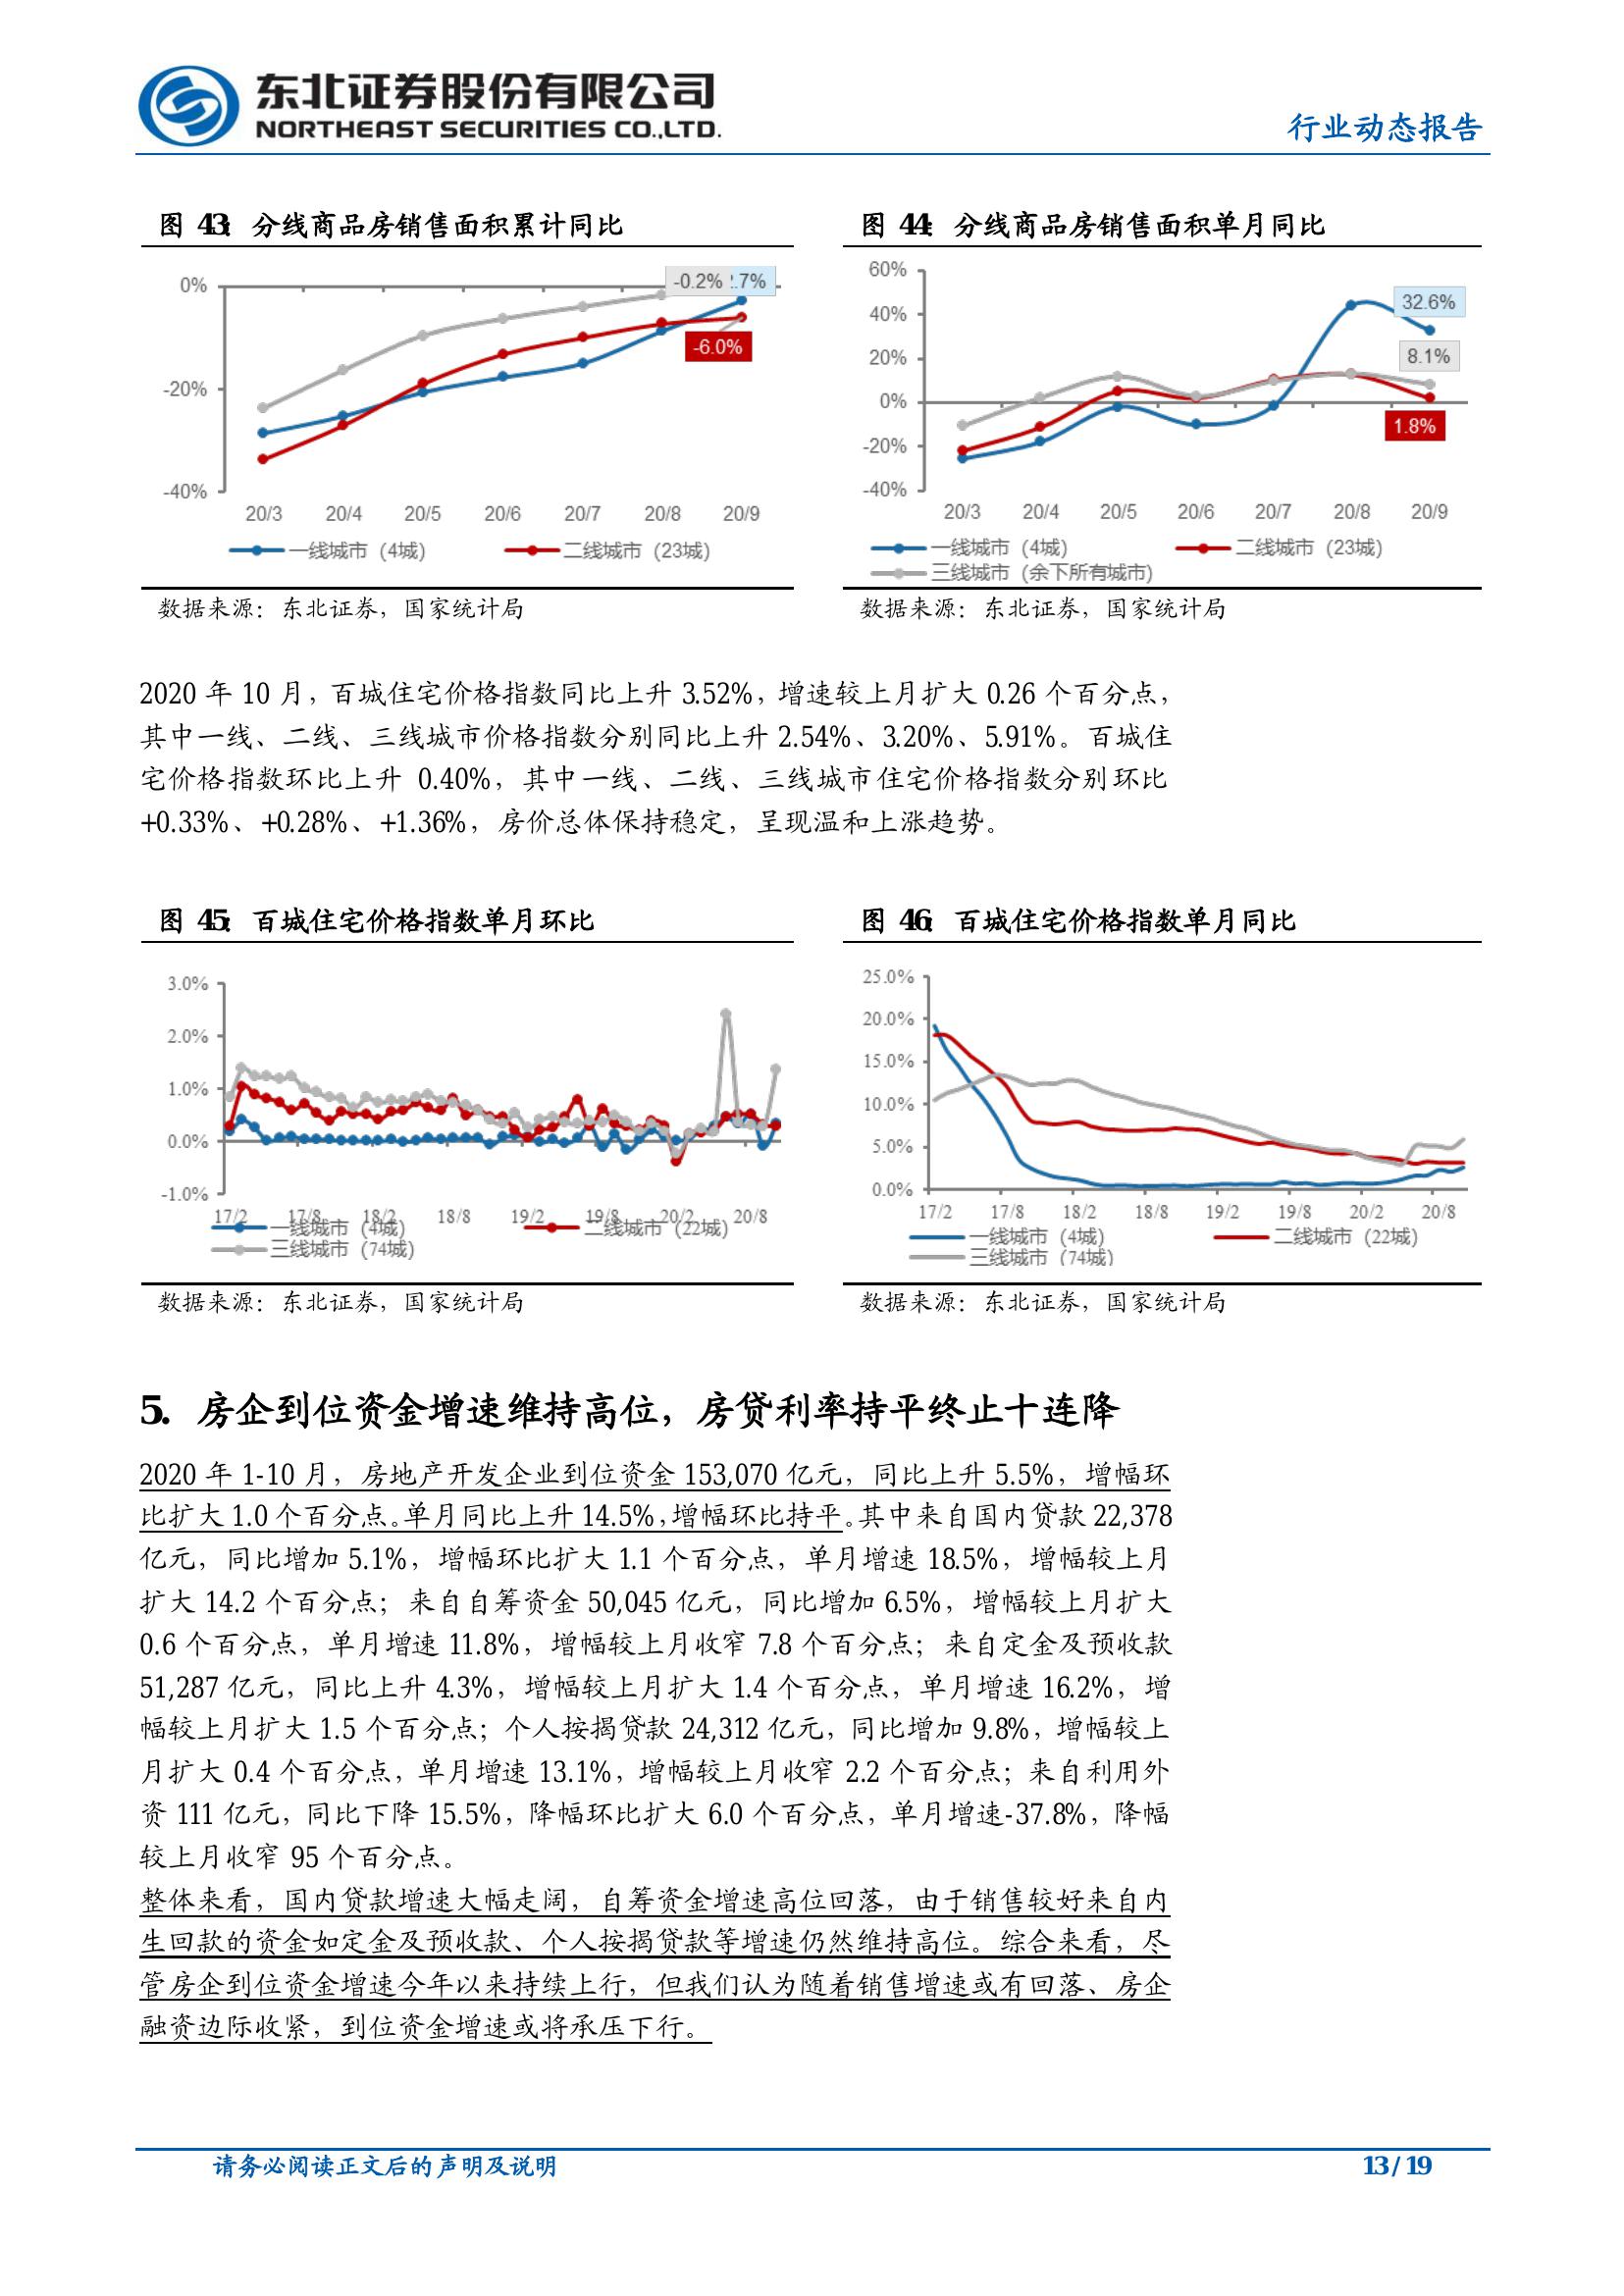 东北证券股份有限公司
NORTHEAST SECURITIES CO.,LTD.
行业动态报告
图 43: 分线商品房销售面积累计同比
0%
-20%
-40%
-0.2%
.7%
-6.0%
20/3 20/4 20/5 20/6 20/7 20/8 20/9
一线城市（4城） 二线城市（23城）
数据来源：东北证券，国家统计局
图 44: 分线商品房销售面积单月同比
60%
40%
20%
0%
-20%
-40%
32.6%
8.1%
1.8%
20/3 20/4 20/5 20/6 20/7 20/8 20/9
一线城市（4城） 二线城市（23城）
三线城市（余下所有城市）
数据来源：东北证券，国家统计局
2020 年 10 月，百城住宅价格指数同比上升 3.52%，增速较上月扩大 0.26 个百分点，
其中一线、二线、三线城市价格指数分别同比上升 2.54%、3.20%、5.91%。百城住
宅价格指数环比上升 0.40%，其中一线、二线、三线城市住宅价格指数分别环比
+0.33%、+0.28%、+1.36%，房价总体保持稳定，呈现温和上涨趋势。
图 45: 百城住宅价格指数单月环比
3.0%
2.0%
1.0%
0.0%
-1.0%
17/2 17/8 18/2 18/8 19/2 19/8 20/2 20/8
一线城市（4城） 二线城市（22城）
三线城市（74城）
数据来源：东北证券，国家统计局
图 46: 百城住宅价格指数单月同比
25.0%
20.0%
15.0%
10.0%
5.0%
0.0%
17/2 17/8 18/2 18/8 19/2 19/8 20/2 20/8
一线城市（4城） 二线城市（22城）
三线城市（74城）
数据来源：东北证券，国家统计局
5. 房企到位资金增速维持高位，房贷利率持平终止十连降
2020 年 1-10 月，房地产开发企业到位资金 153,070 亿元，同比上升 5.5%，增幅环
比扩大 1.0 个百分点。单月同比上升 14.5%，增幅环比持平。其中来自国内贷款 22,378
亿元，同比增加 5.1%，增幅环比扩大 1.1 个百分点，单月增速 18.5%，增幅较上月
扩大 14.2 个百分点；来自自筹资金 50,045 亿元，同比增加 6.5%，增幅较上月扩大
0.6 个百分点，单月增速 11.8%，增幅较上月收窄 7.8 个百分点；来自定金及预收款
51,287 亿元，同比上升 4.3%，增幅较上月扩大 1.4 个百分点，单月增速 16.2%，增
幅较上月扩大 1.5 个百分点；个人按揭贷款 24,312 亿元，同比增加 9.8%，增幅较上
月扩大 0.4 个百分点，单月增速 13.1%，增幅较上月收窄 2.2 个百分点；来自利用外
资 111 亿元，同比下降 15.5%，降幅环比扩大 6.0 个百分点，单月增速-37.8%，降幅
较上月收窄 95 个百分点。
整体来看，国内贷款增速大幅走阔，自筹资金增速高位回落，由于销售较好来自内
生回款的资金如定金及预收款、个人按揭贷款等增速仍然维持高位。综合来看，尽
管房企到位资金增速今年以来持续上行，但我们认为随着销售增速或有回落、房企
融资边际收紧，到位资金增速或将承压下行。
请务必阅读正文后的声明及说明
13 / 19